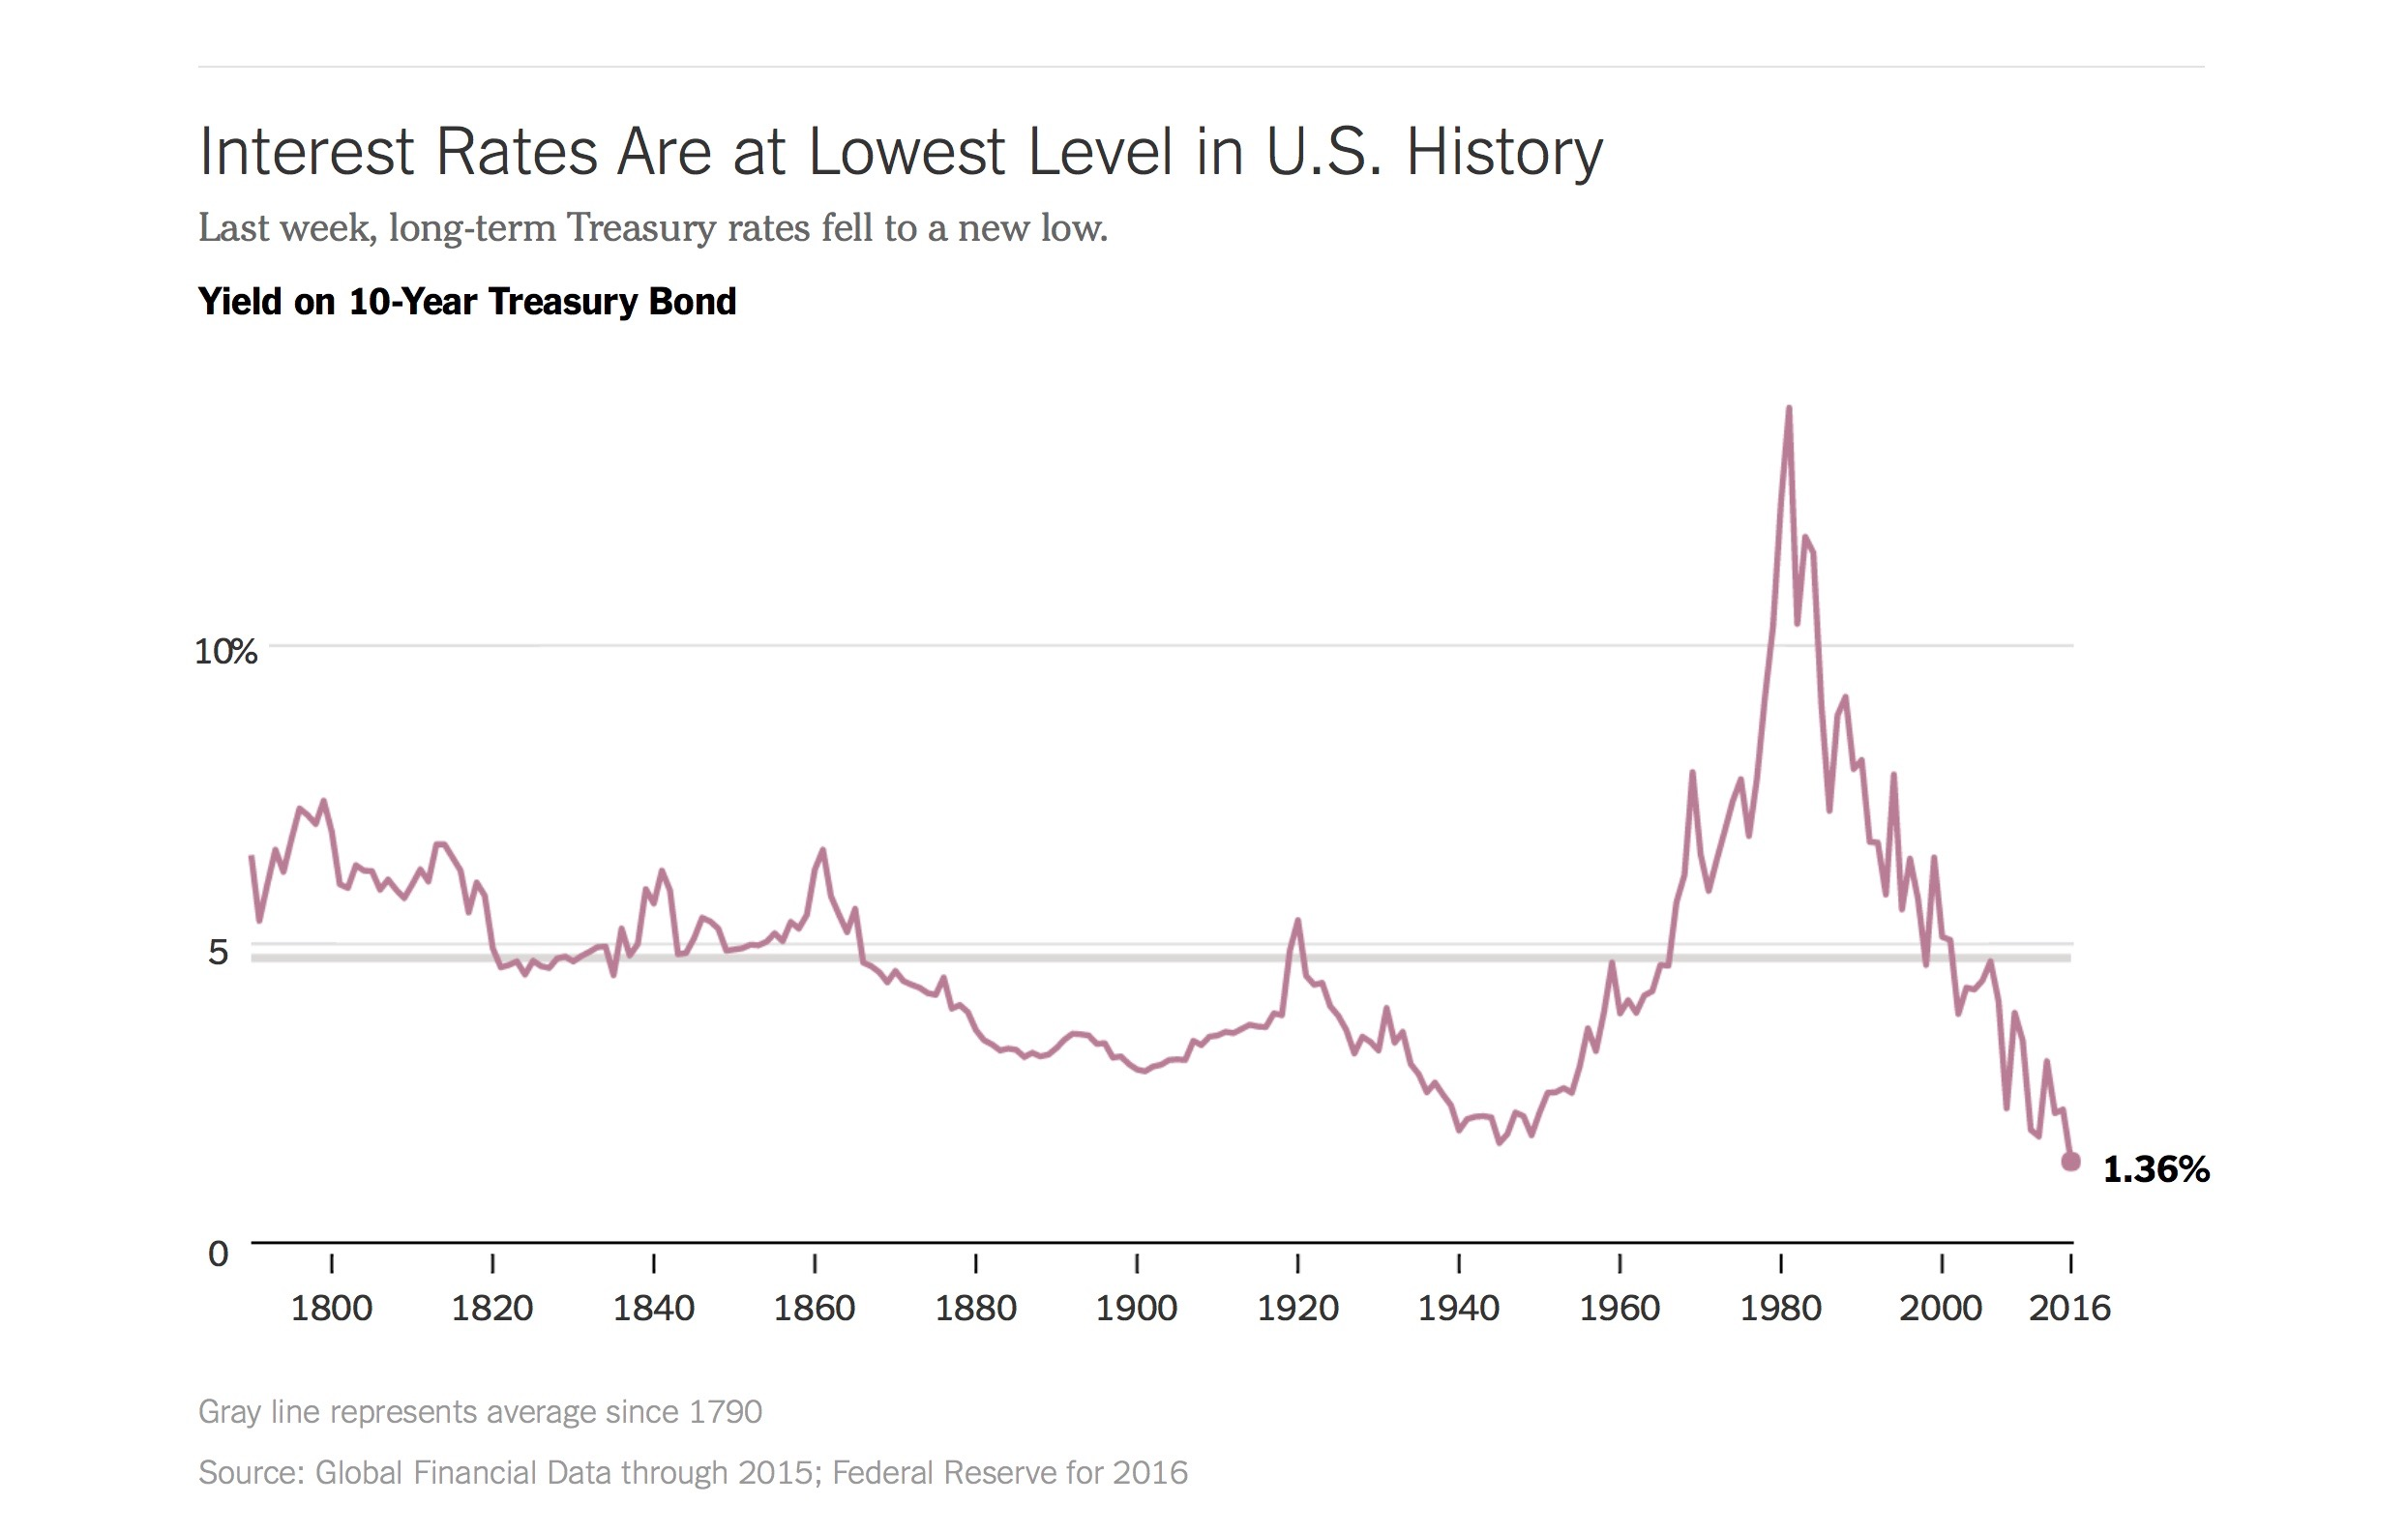 Interest Rates Are at Lowest Level in U.S. History
Last week, long-term Treasury rates fell to a new low.
Yield on 10-Year Treasury Bond
10%
5
1.36%
0
1800 1820 1840 1860 1880 1900 1920 1940 1960 1980 2000 2016
Gray line represents average since 1790
Source: Global Financial Data through 2015; Federal Reserve for 2016